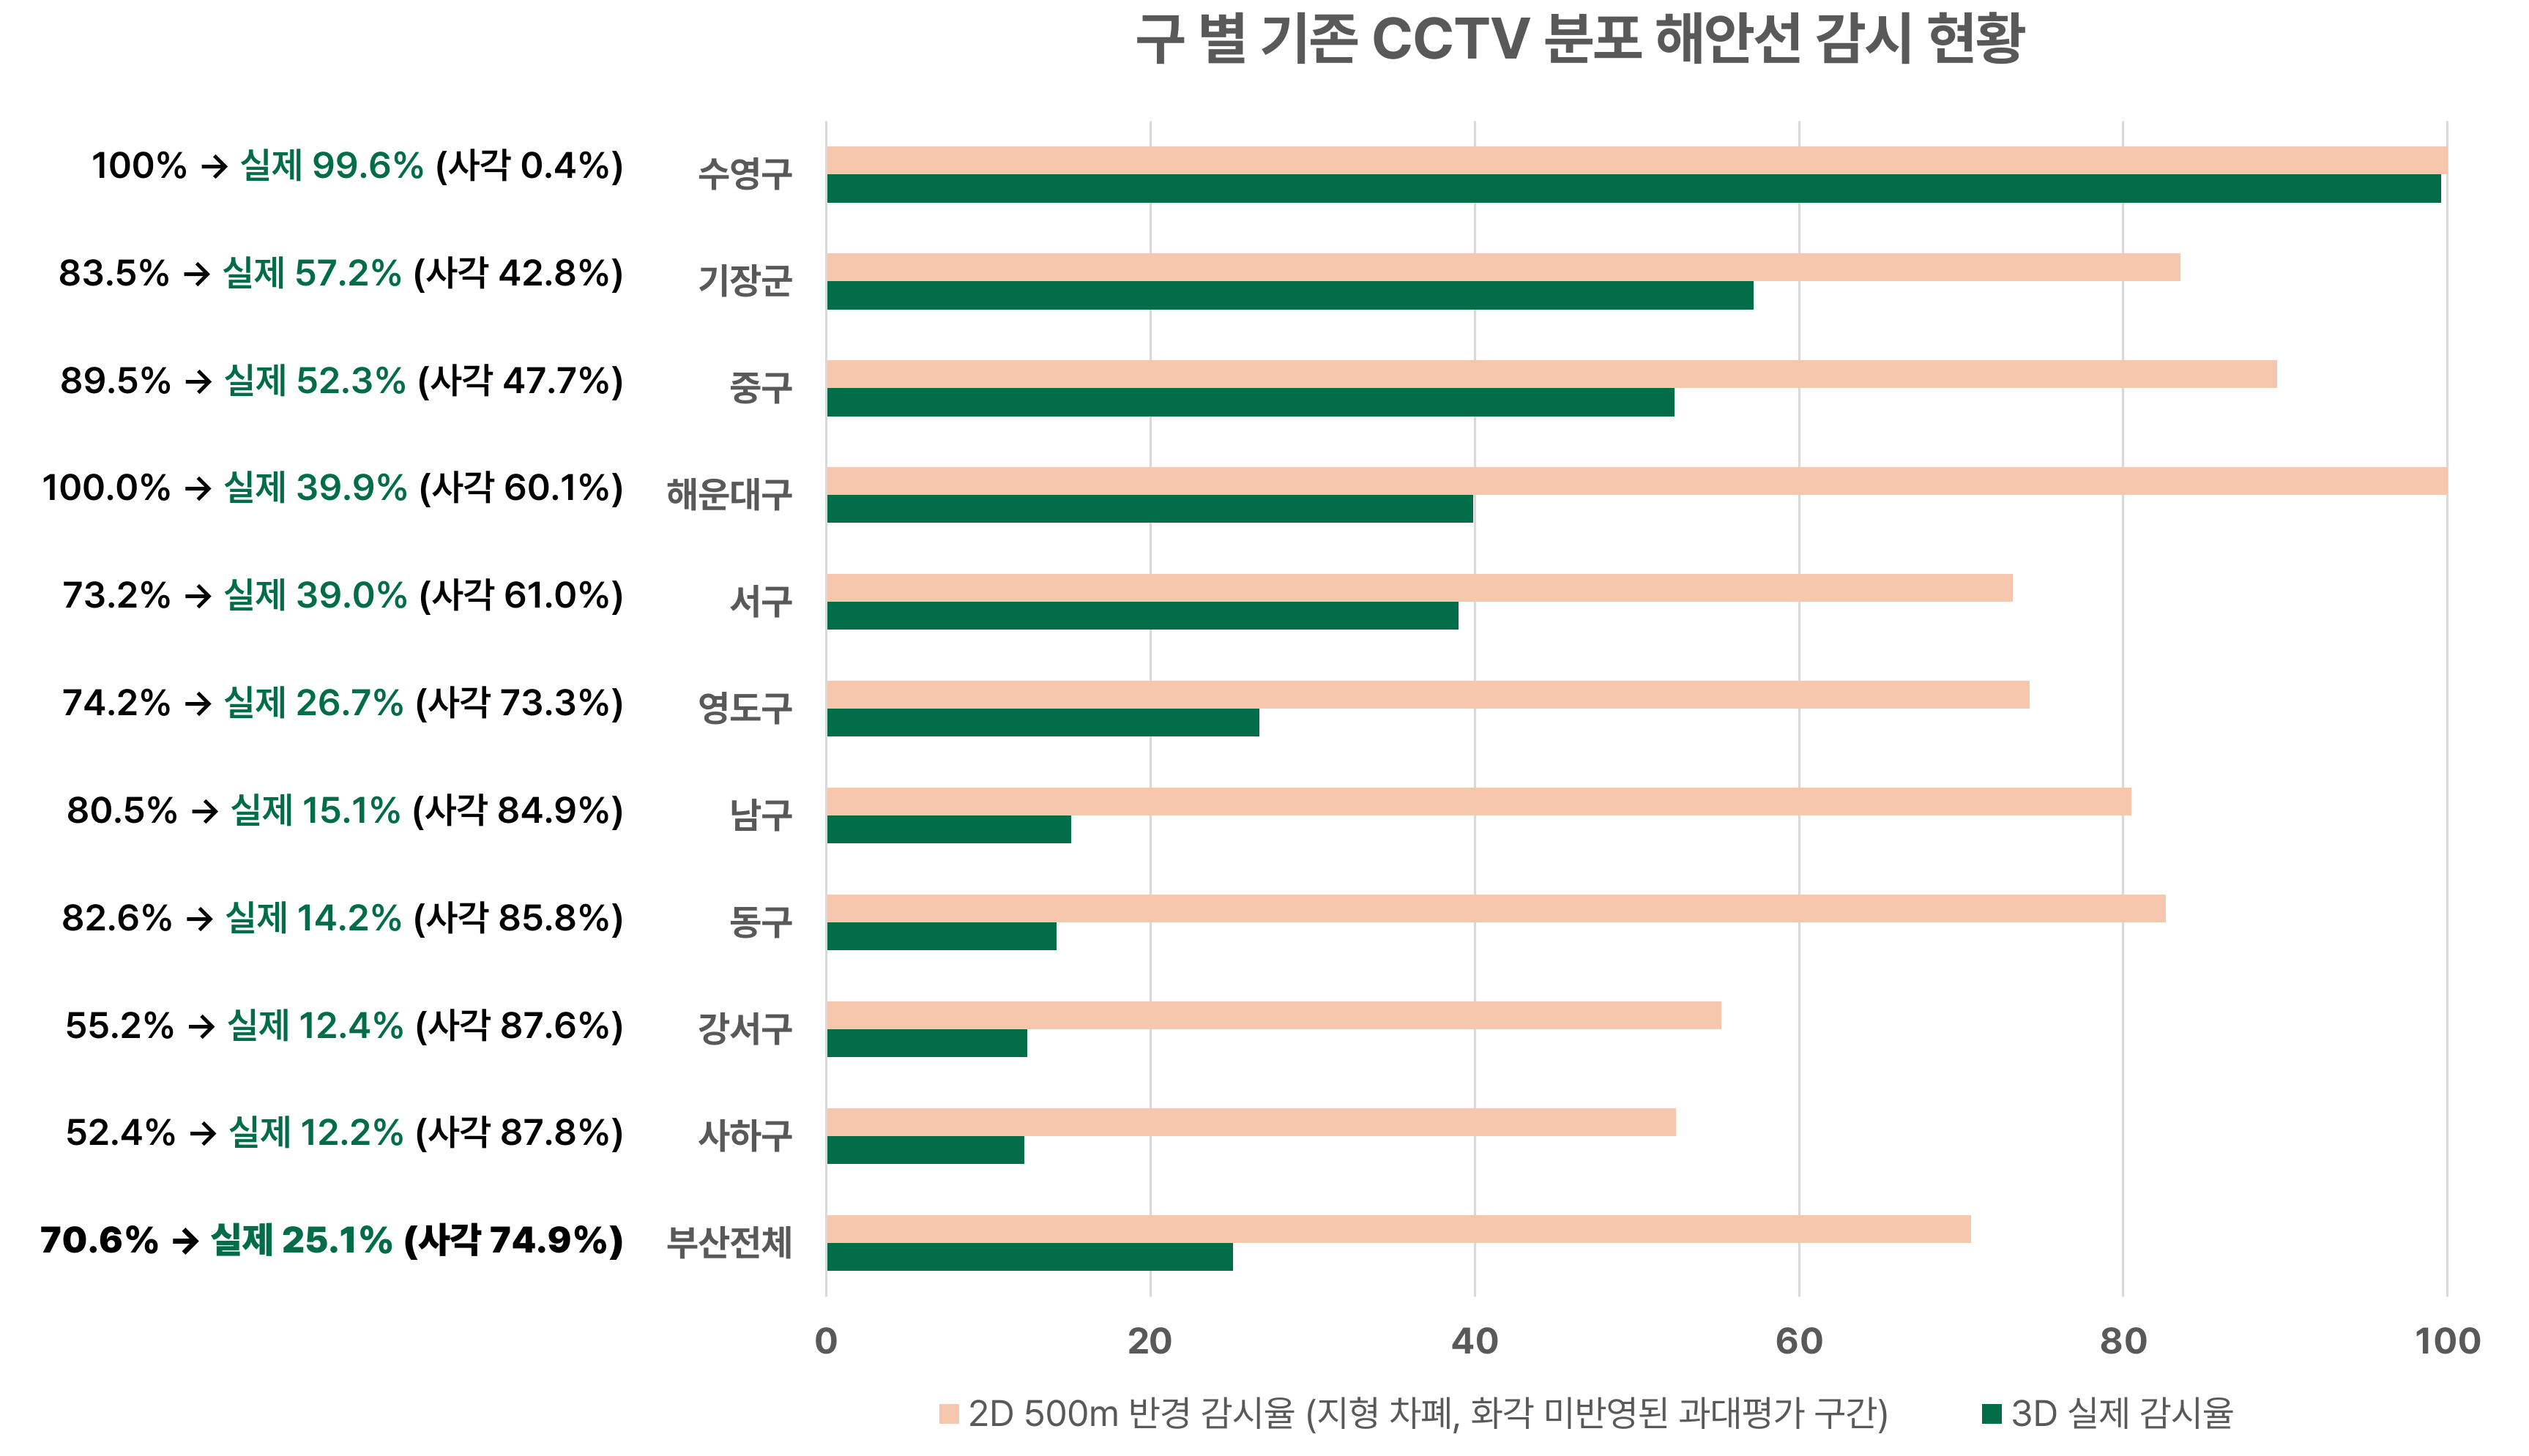 구 별 기존 CCTV 분포 해안선 감시 현황
100% → 실제 99.6% (사각 0.4%) 수영구
83.5% → 실제 57.2% (사각 42.8%) 기장군
89.5% → 실제 52.3% (사각 47.7%) 중구
100.0% → 실제 39.9% (사각 60.1%) 해운대구
73.2% → 실제 39.0% (사각 61.0%) 서구
74.2% → 실제 26.7% (사각 73.3%) 영도구
80.5% → 실제 15.1% (사각 84.9%) 남구
82.6% → 실제 14.2% (사각 85.8%) 동구
55.2% → 실제 12.4% (사각 87.6%) 강서구
52.4% → 실제 12.2% (사각 87.8%) 사하구
70.6% → 실제 25.1% (사각 74.9%) 부산전체
0 20 40 60 80 100
2D 500m 반경 감시율 (지형 차폐, 화각 미반영된 과대평가 구간) 3D 실제 감시율